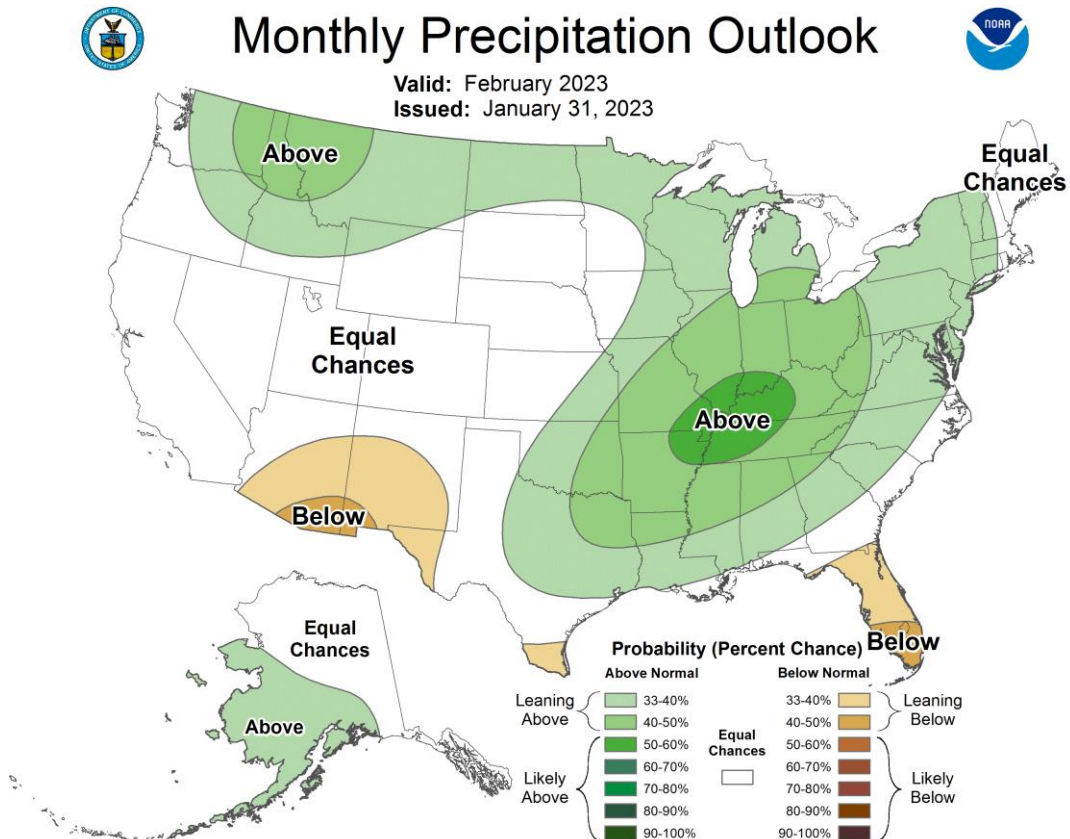 Monthly Precipitation Outlook
NOAA
Valid: February 2023
Issued: January 31, 2023
Above
Equal
Chances
Equal
Chances
Above
Below
Equal
Chances
Above
Below
Probability (Percent Chance)
Above Normal
Below Normal
Leaning
Above
33-40%
40-50%
50-60%
60-70%
70-80%
80-90%
90-100%
Likely
Above
Equal
Chances
33-40%
40-50%
50-60%
60-70%
70-80%
80-90%
90-100%
Leaning
Below
Likely
Below